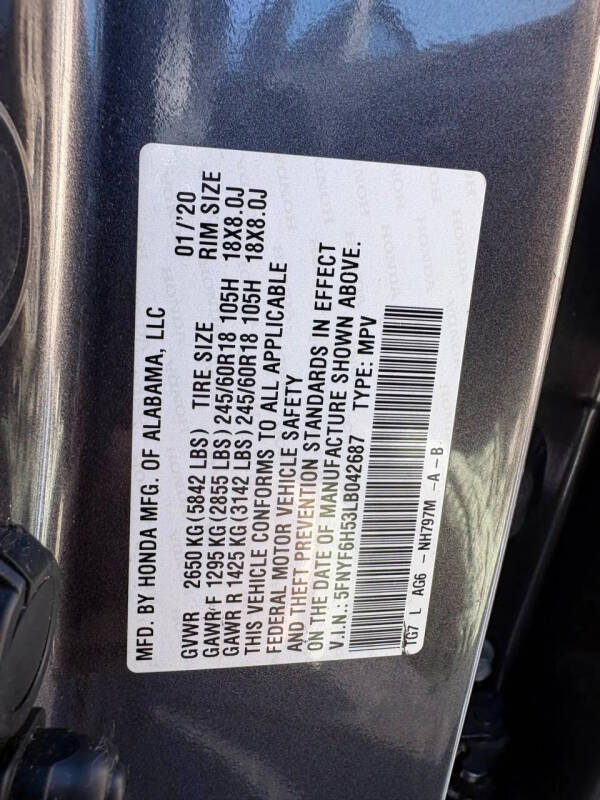 MFD. BY HONDA MFG. OF ALABAMA, LLC 01/'20
GVWR 2650 KG (5842 LBS) TIRE SIZE RIM SIZE
GAWR F 1295 KG (2855 LBS) 245/60R18 105H 18X8.0J
GAWR R 1425 KG (3142 LBS) 245/60R18 105H 18X8.0J
THIS VEHICLE CONFORMS TO ALL APPLICABLE
FEDERAL MOTOR VEHICLE SAFETY
AND THEFT PREVENTION STANDARDS IN EFFECT
ON THE DATE OF MANUFACTURE SHOWN ABOVE.
V.I.N.: 5FNYF6H53LB042687 TYPE: MPV
TG7 L AG6 - NH797M -A -B